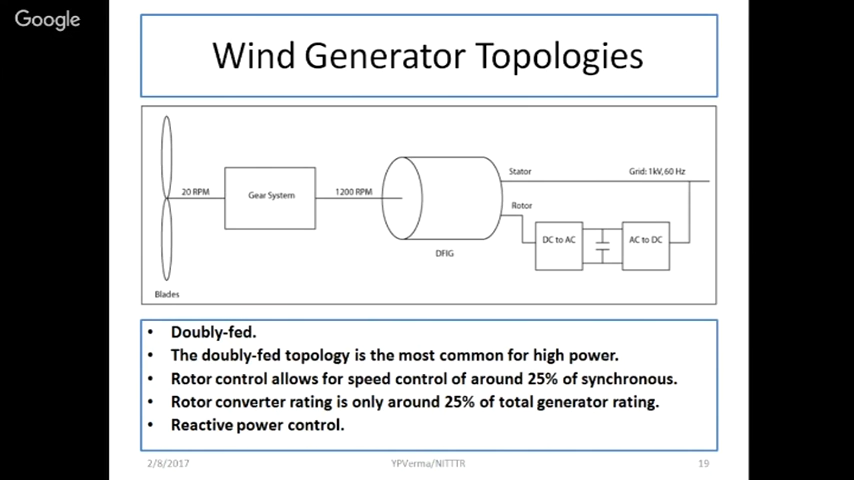 Google
Wind Generator Topologies
Stator
Grid: 1kV, 60 Hz
20 RPM
Gear System
1200 RPM
Rotor
DC to AC
AC to DC
DFIG
Blades
• Doubly-fed.
• The doubly-fed topology is the most common for high power.
• Rotor control allows for speed control of around 25% of synchronous.
• Rotor converter rating is only around 25% of total generator rating.
• Reactive power control.
2/8/2017
YPVerma/NITTTR
19